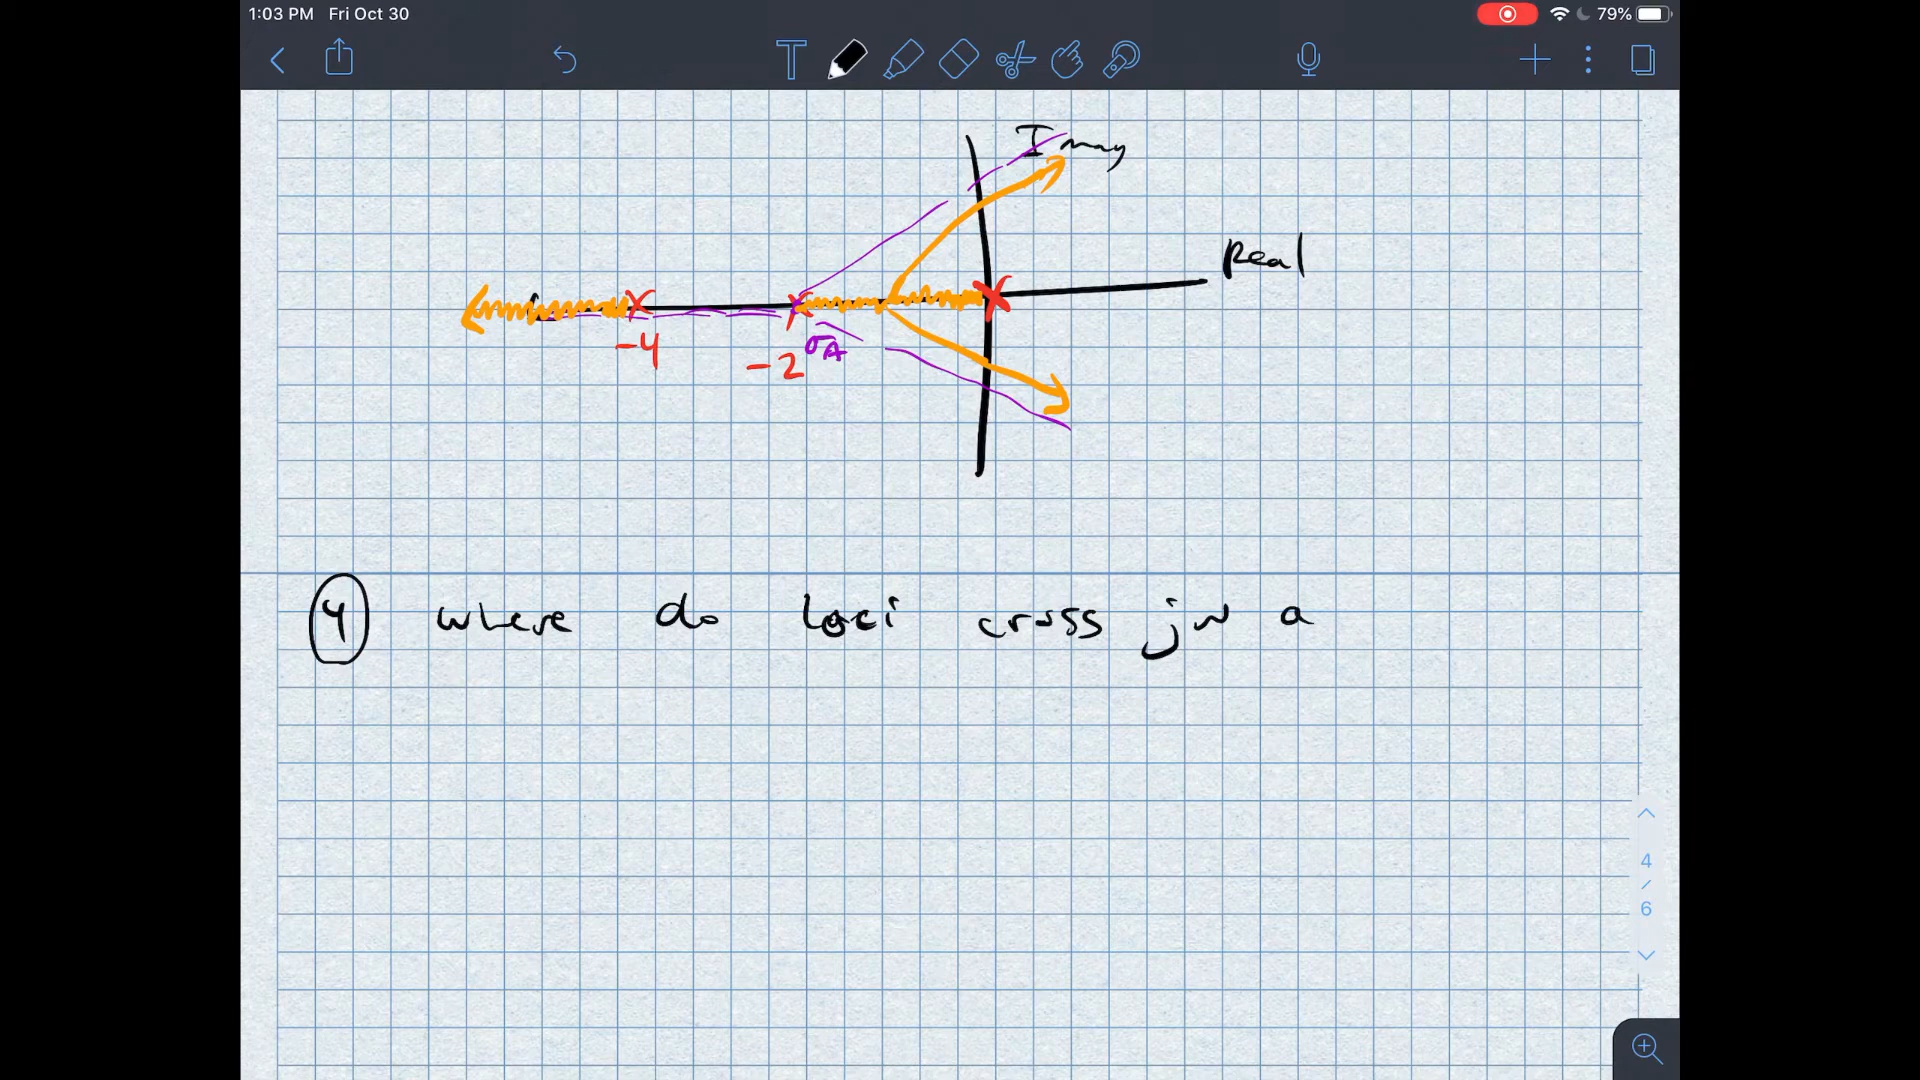 1:03 PM Fri Oct 30
79%
T
Imag
Real
-4
-2
σA
4 where do loci cross jw a
4
/
6